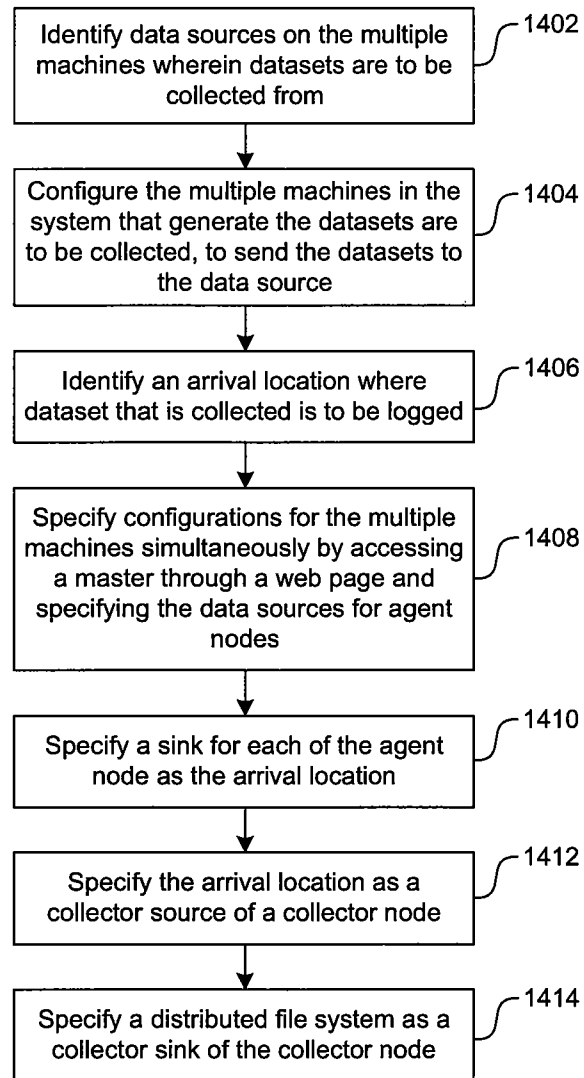 Identify data sources on the multiple
machines wherein datasets are to be
collected from
1402
Configure the multiple machines in the
system that generate the datasets are
to be collected, to send the datasets to
the data source
1404
Identify an arrival location where
dataset that is collected is to be logged
1406
Specify configurations for the multiple
machines simultaneously by accessing
a master through a web page and
specifying the data sources for agent
nodes
1408
Specify a sink for each of the agent
node as the arrival location
1410
Specify the arrival location as a
collector source of a collector node
1412
Specify a distributed file system as a
collector sink of the collector node
1414